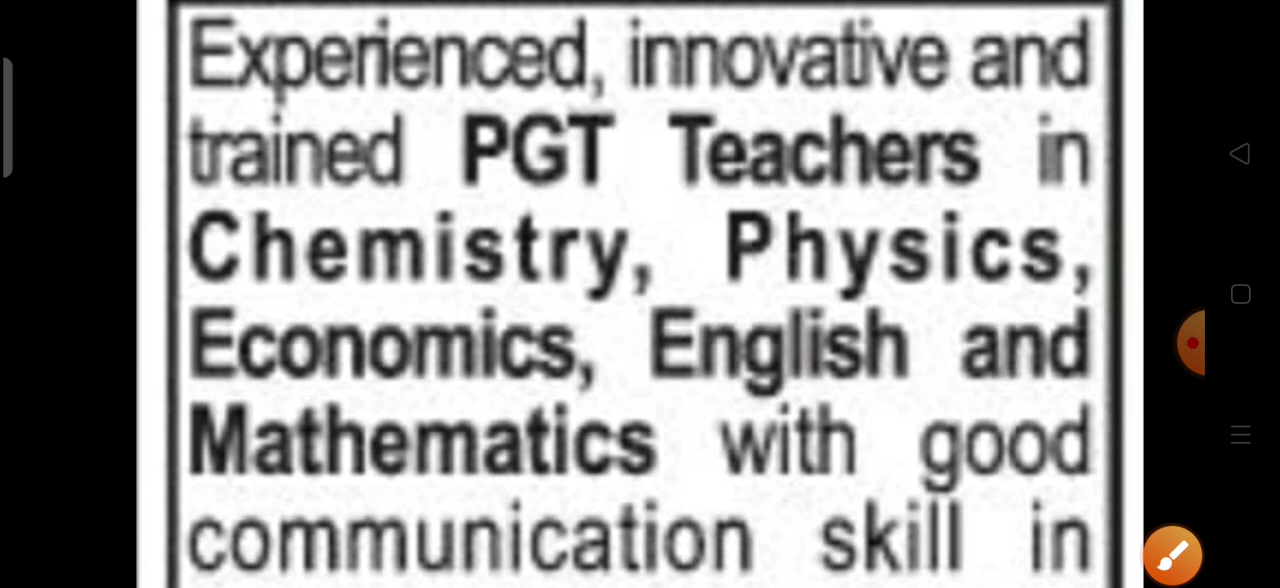 Experienced, innovative and
trained PGT Teachers in
Chemistry, Physics,
Economics, English and
Mathematics with good
communication skill in